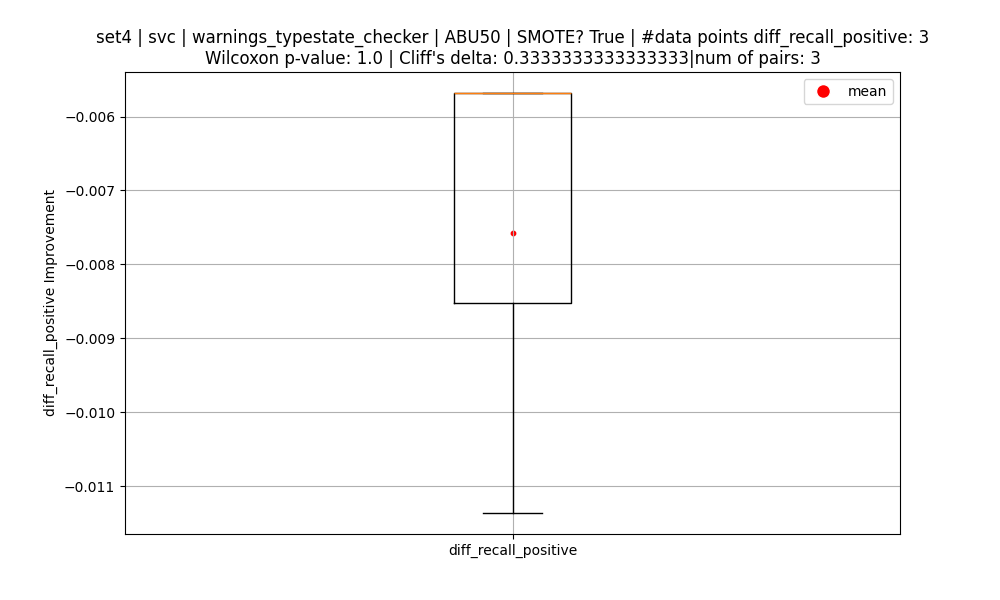 set4 | svc | warnings_typestate_checker | ABU50 | SMOTE? True | #data points diff_recall_positive: 3
Wilcoxon p-value: 1.0 | Cliff's delta: 0.3333333333333333|num of pairs: 3
mean
−0.006
−0.007
−0.008
−0.009
−0.010
−0.011
diff_recall_positive Improvement
diff_recall_positive